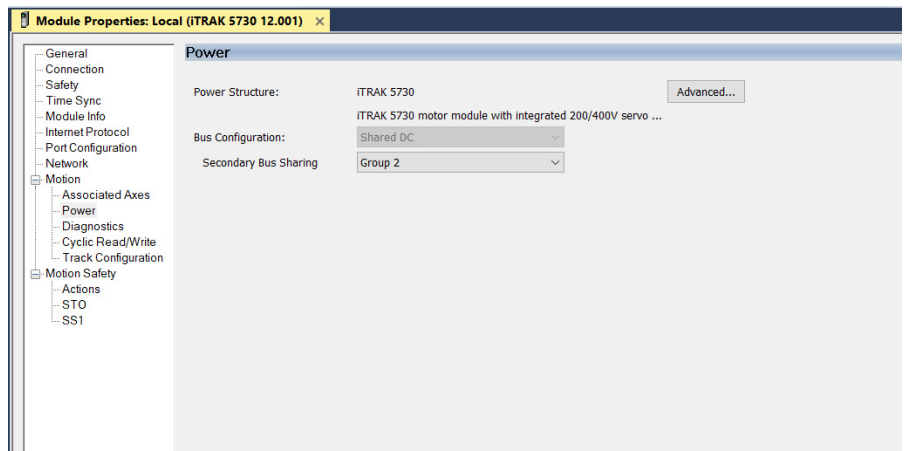 Module Properties: Local (iTRAK 5730 12.001) ×
General
Connection
Safety
Time Sync
Module Info
Internet Protocol
Port Configuration
Network
Motion
Associated Axes
Power
Diagnostics
Cyclic Read/Write
Track Configuration
Motion Safety
Actions
STO
SS1
Power
Power Structure: iTRAK 5730 Advanced...
iTRAK 5730 motor module with integrated 200/400V servo ...
Bus Configuration: Shared DC
Secondary Bus Sharing Group 2